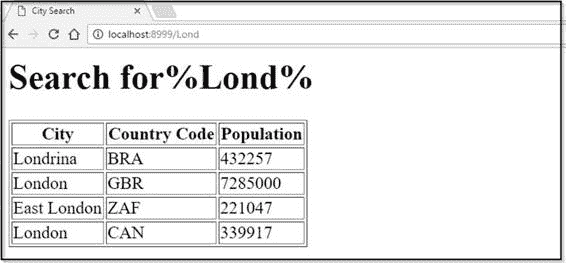 City Search
localhost:8999/Lond
Search for%Lond%
City Country Code Population
Londrina BRA 432257
London GBR 7285000
East London ZAF 221047
London CAN 339917